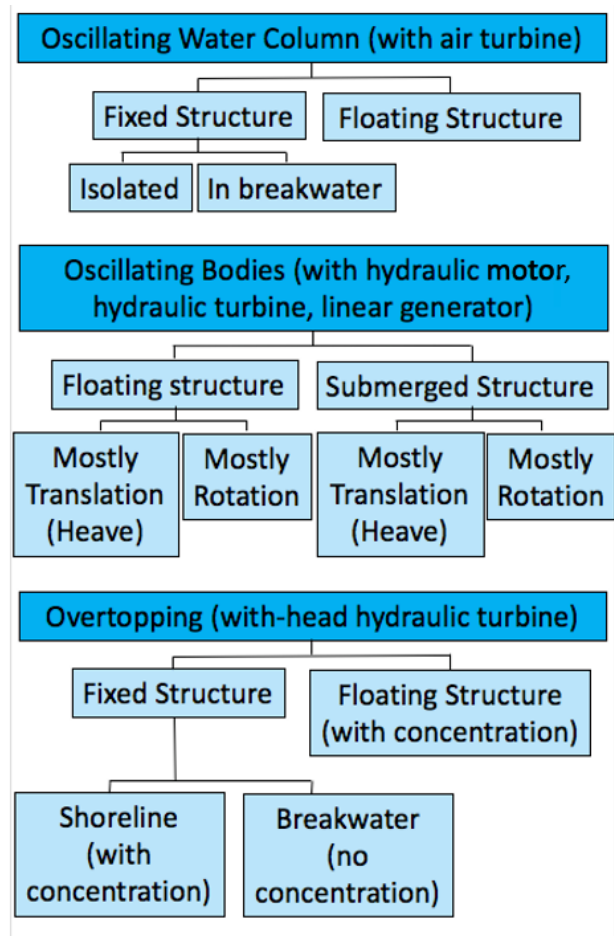 Oscillating Water Column (with air turbine)
Fixed Structure
Floating Structure
Isolated
In breakwater
Oscillating Bodies (with hydraulic motor,
hydraulic turbine, linear generator)
Floating structure
Submerged Structure
Mostly
Translation
(Heave)
Mostly
Rotation
Mostly
Translation
(Heave)
Mostly
Rotation
Overtopping (with-head hydraulic turbine)
Fixed Structure
Floating Structure
(with concentration)
Shoreline
(with
concentration)
Breakwater
(no
concentration)